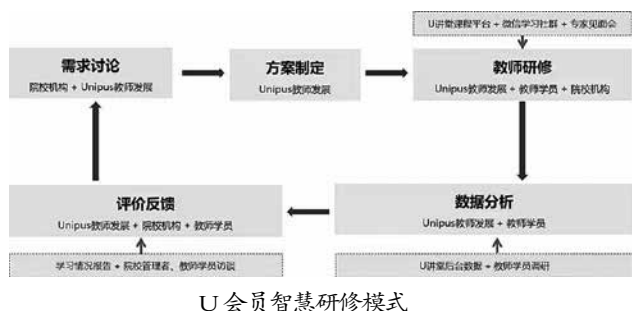 U讲堂课程平台 + 微信学习社群 + 专家见面会
需求讨论
院校机构 + Unipus教师发展
方案制定
Unipus教师发展
教师研修
Unipus教师发展 + 教师学员 + 院校机构
评价反馈
Unipus教师发展 + 院校机构 + 教师学员
数据分析
Unipus教师发展 + 教师学员
学习情况报告 + 院校管理者、教师学员访谈
U讲堂后台数据 + 教师学员调研
U会员智慧研修模式